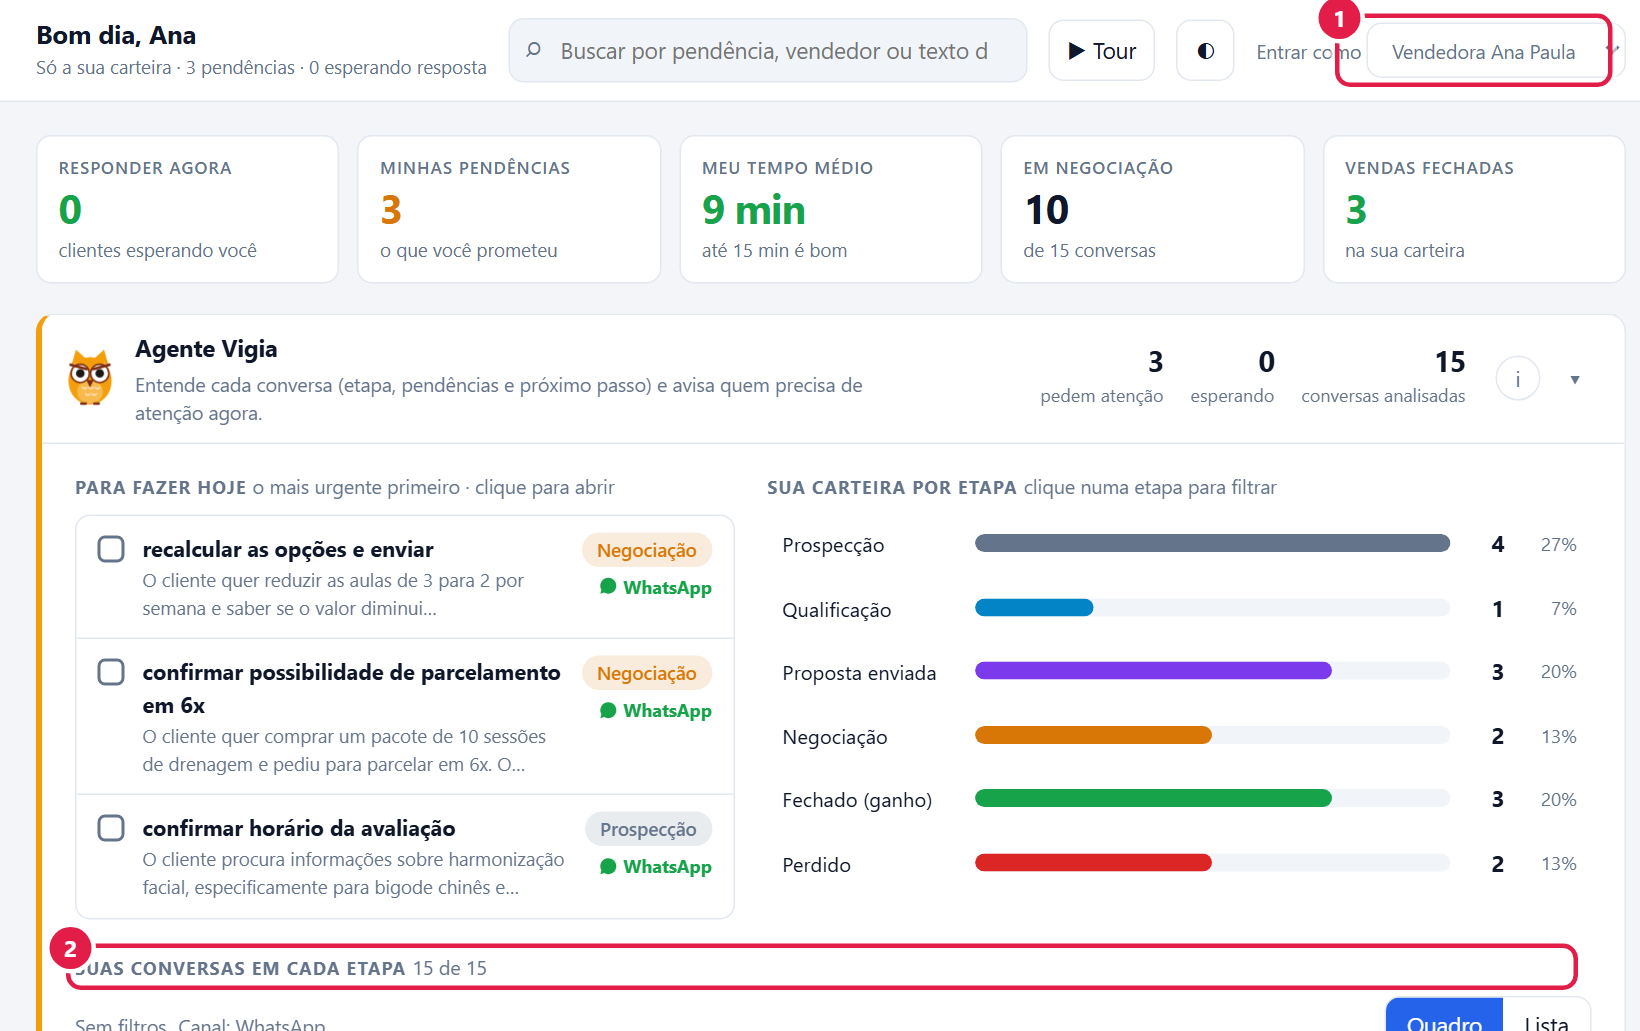 Bom dia, Ana
Só a sua carteira · 3 pendências · 0 esperando resposta
Buscar por pendência, vendedor ou texto d
▶ Tour
Entrar como
Vendedora Ana Paula
1
RESPONDER AGORA
0
clientes esperando você
MINHAS PENDÊNCIAS
3
o que você prometeu
MEU TEMPO MÉDIO
9 min
até 15 min é bom
EM NEGOCIAÇÃO
10
de 15 conversas
VENDAS FECHADAS
3
na sua carteira
Agente Vigia
Entende cada conversa (etapa, pendências e próximo passo) e avisa quem precisa de
atenção agora.
3
pedem atenção
0
esperando
15
conversas analisadas
i
PARA FAZER HOJE o mais urgente primeiro · clique para abrir
recalcular as opções e enviar
Negociação
O cliente quer reduzir as aulas de 3 para 2 por
semana e saber se o valor diminui...
WhatsApp
confirmar possibilidade de parcelamento
em 6x
Negociação
WhatsApp
O cliente quer comprar um pacote de 10 sessões
de drenagem e pediu para parcelar em 6x. O...
confirmar horário da avaliação
Prospecção
WhatsApp
O cliente procura informações sobre harmonização
facial, especificamente para bigode chinês e...
SUA CARTEIRA POR ETAPA clique numa etapa para filtrar
Prospecção 4 27%
Qualificação 1 7%
Proposta enviada 3 20%
Negociação 2 13%
Fechado (ganho) 3 20%
Perdido 2 13%
2
SUAS CONVERSAS EM CADA ETAPA 15 de 15
Sem filtros. Canal: WhatsApp
Quadro
Lista